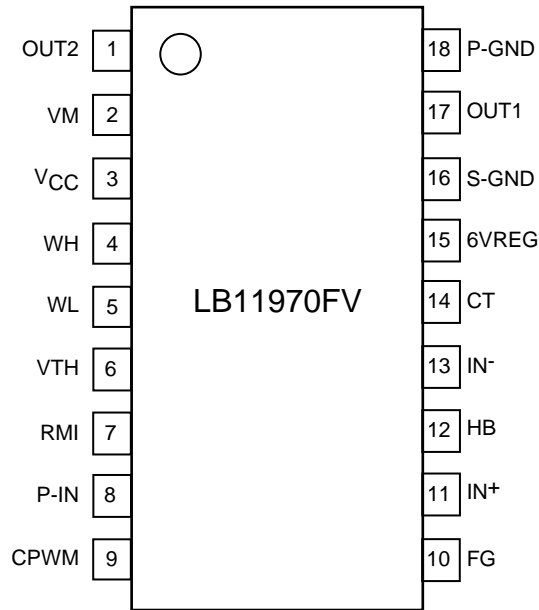 OUT2 1 18 P-GND
VM 2 17 OUT1
VCC 3 16 S-GND
WH 4 15 6VREG
WL 5 LB11970FV 14 CT
VTH 6 13 IN-
RMI 7 12 HB
P-IN 8 11 IN+
CPWM 9 10 FG